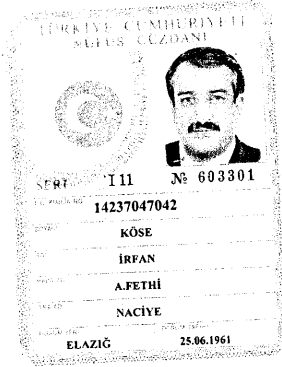 TÜRKİYE CUMHURİYETİ
NÜFUS CÜZDANI
SERİ I 11 № 603301
14237047042
KÖSE
İRFAN
A.FETHİ
NACİYE
ELAZIĞ 25.06.1961